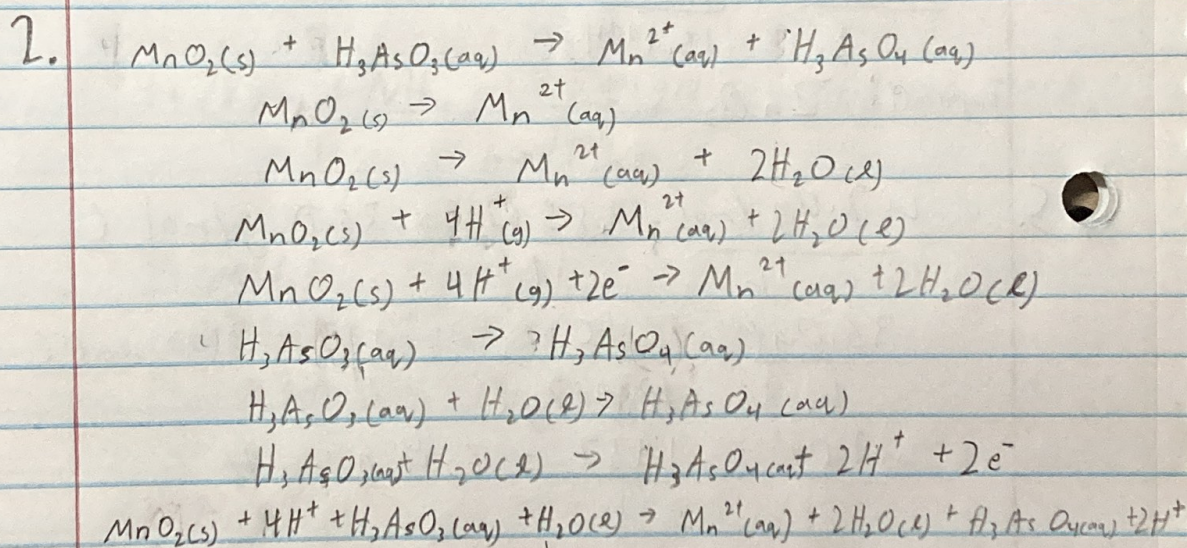 2. MnO₂(s) + H₃AsO₃(aq) → Mn²⁺(aq) + H₃AsO₄(aq)
MnO₂(s) → Mn²⁺(aq)
MnO₂(s) → Mn²⁺(aq) + 2H₂O(l)
MnO₂(s) + 4H⁺(g) → Mn²⁺(aq) + 2H₂O(l)
MnO₂(s) + 4H⁺(g) + 2e⁻ → Mn²⁺(aq) + 2H₂O(l)
H₃AsO₃(aq) → H₃AsO₄(aq)
H₃AsO₃(aq) + H₂O(l) → H₃AsO₄(aq)
H₃AsO₃(aq) + H₂O(l) → H₃AsO₄(aq) + 2H⁺ + 2e⁻
MnO₂(s) + 4H⁺ + H₃AsO₃(aq) + H₂O(l) → Mn²⁺(aq) + 2H₂O(l) + H₃AsO₄(aq) + 2H⁺